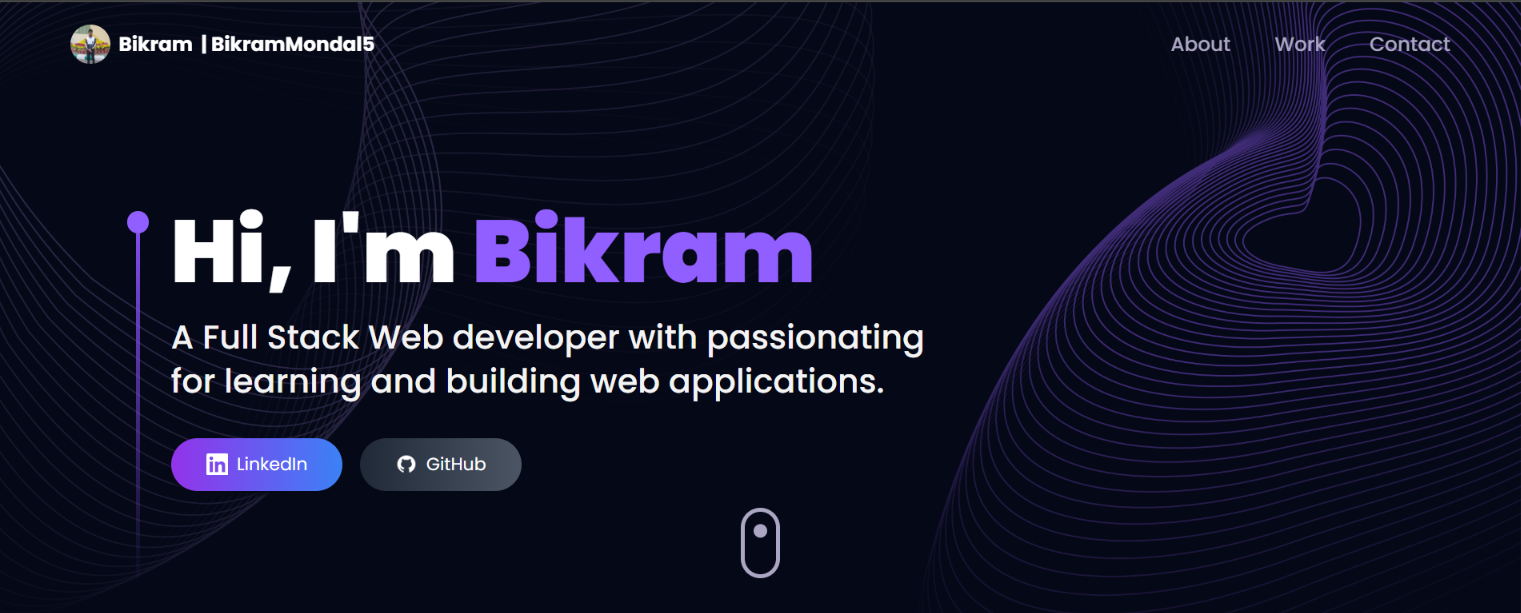 Bikram | BikramMondal5
About Work Contact
Hi, I'm Bikram
A Full Stack Web developer with passionating
for learning and building web applications.
LinkedIn GitHub